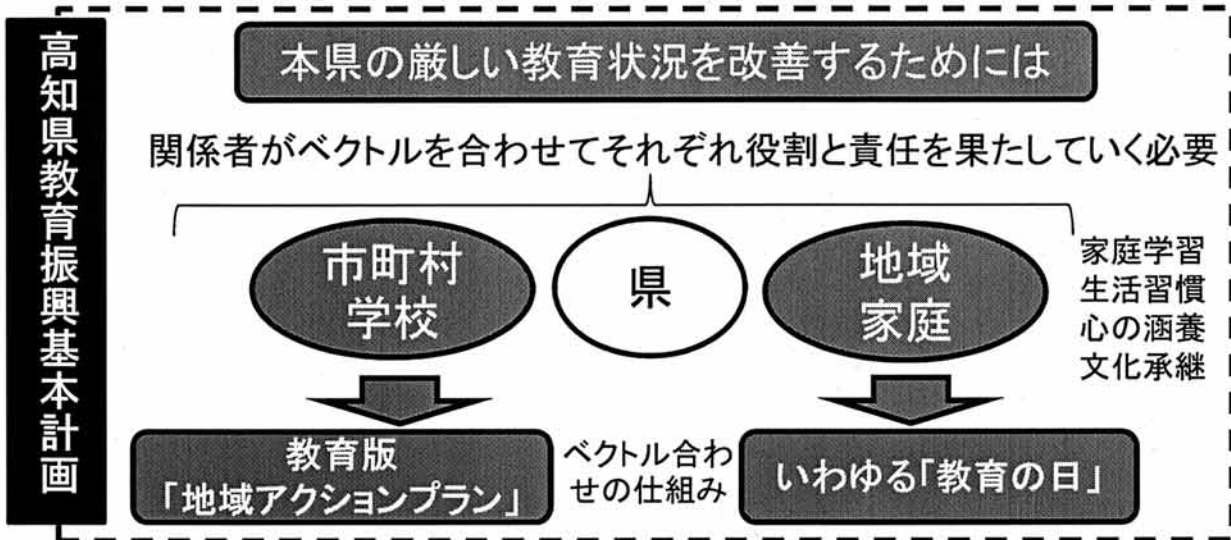 高知県教育振興基本計画
本県の厳しい教育状況を改善するためには
関係者がベクトルを合わせてそれぞれ役割と責任を果たしていく必要
市町村
学校
県
地域
家庭
家庭学習
生活習慣
心の涵養
文化承継
教育版
「地域アクションプラン」
ベクトル合わ
せの仕組み
いわゆる「教育の日」